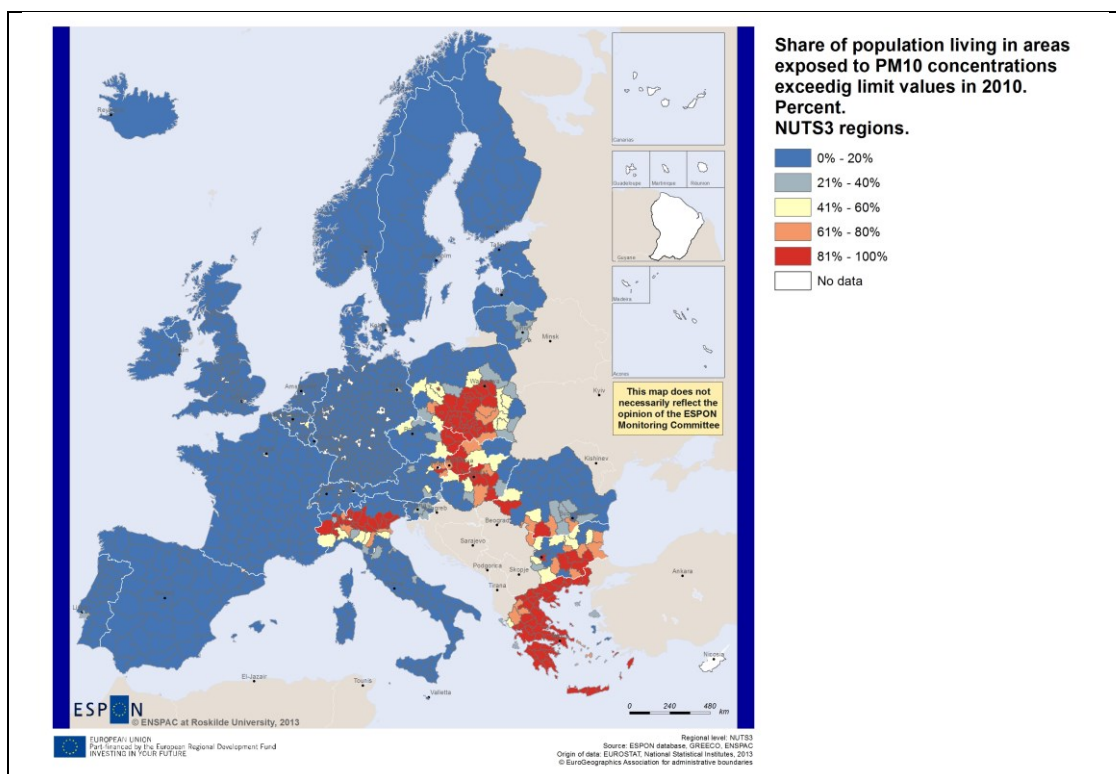 Share of population living in areas
exposed to PM10 concentrations
exceedig limit values in 2010.
Percent.
NUTS3 regions.
0% - 20%
21% - 40%
41% - 60%
61% - 80%
81% - 100%
No data
Canarias
Guadeloupe
Martinique
Réunion
Guyane
Madeira
Acores
This map does not
necessarily reflect the
opinion of the ESPON
Monitoring Committee
Minsk
Kyiv
Kishinev
Beograd
Sarajevo
Podgorica
Skopje
Tirana
Ankara
Nicosia
El-Jazair
Tounis
Valletta
0 240 480 km
ESPON
© ENSPAC at Roskilde University, 2013
EUROPEAN UNION
Part-financed by the European Regional Development Fund
INVESTING IN YOUR FUTURE
Regional level: NUTS3
Source: ESPON database, GREECO, ENSPAC
Origin of data: EUROSTAT, National Statistical Institutes, 2013
© EuroGeographics Association for administrative boundaries